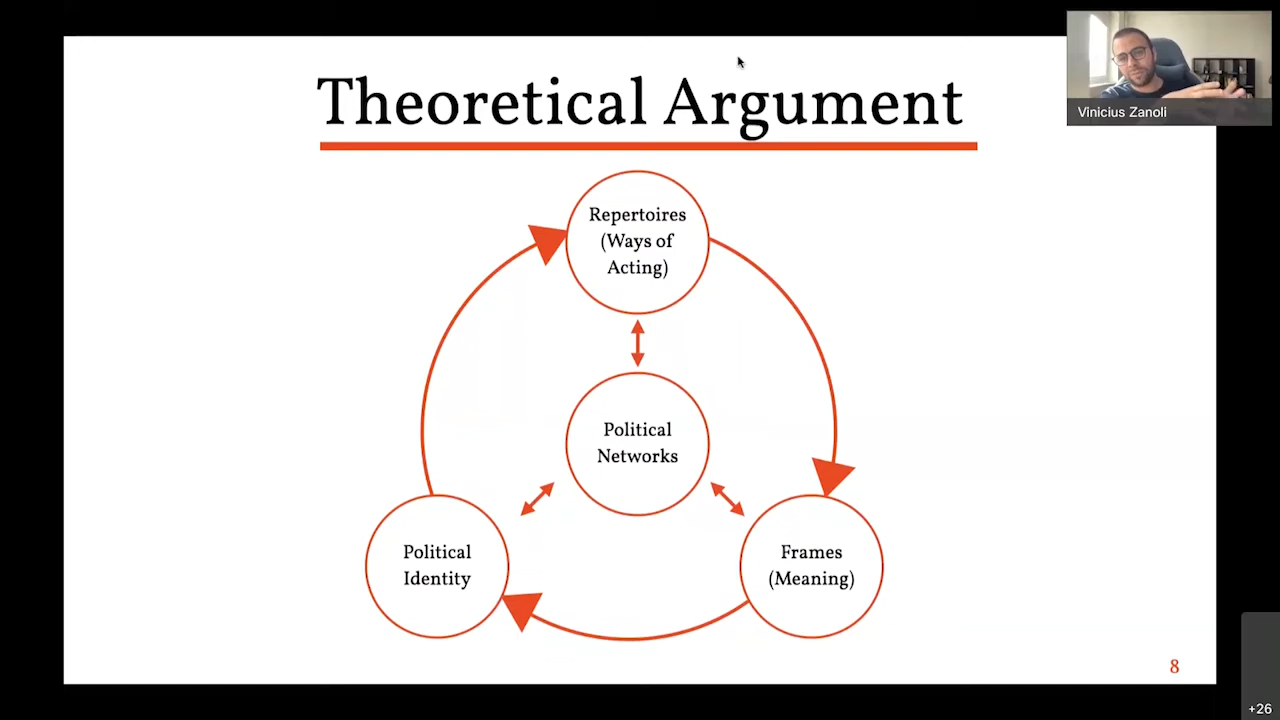 Theoretical Argument
Vinicius Zanoli
Repertoires
(Ways of
Acting)
Political
Networks
Political
Identity
Frames
(Meaning)
8
+26